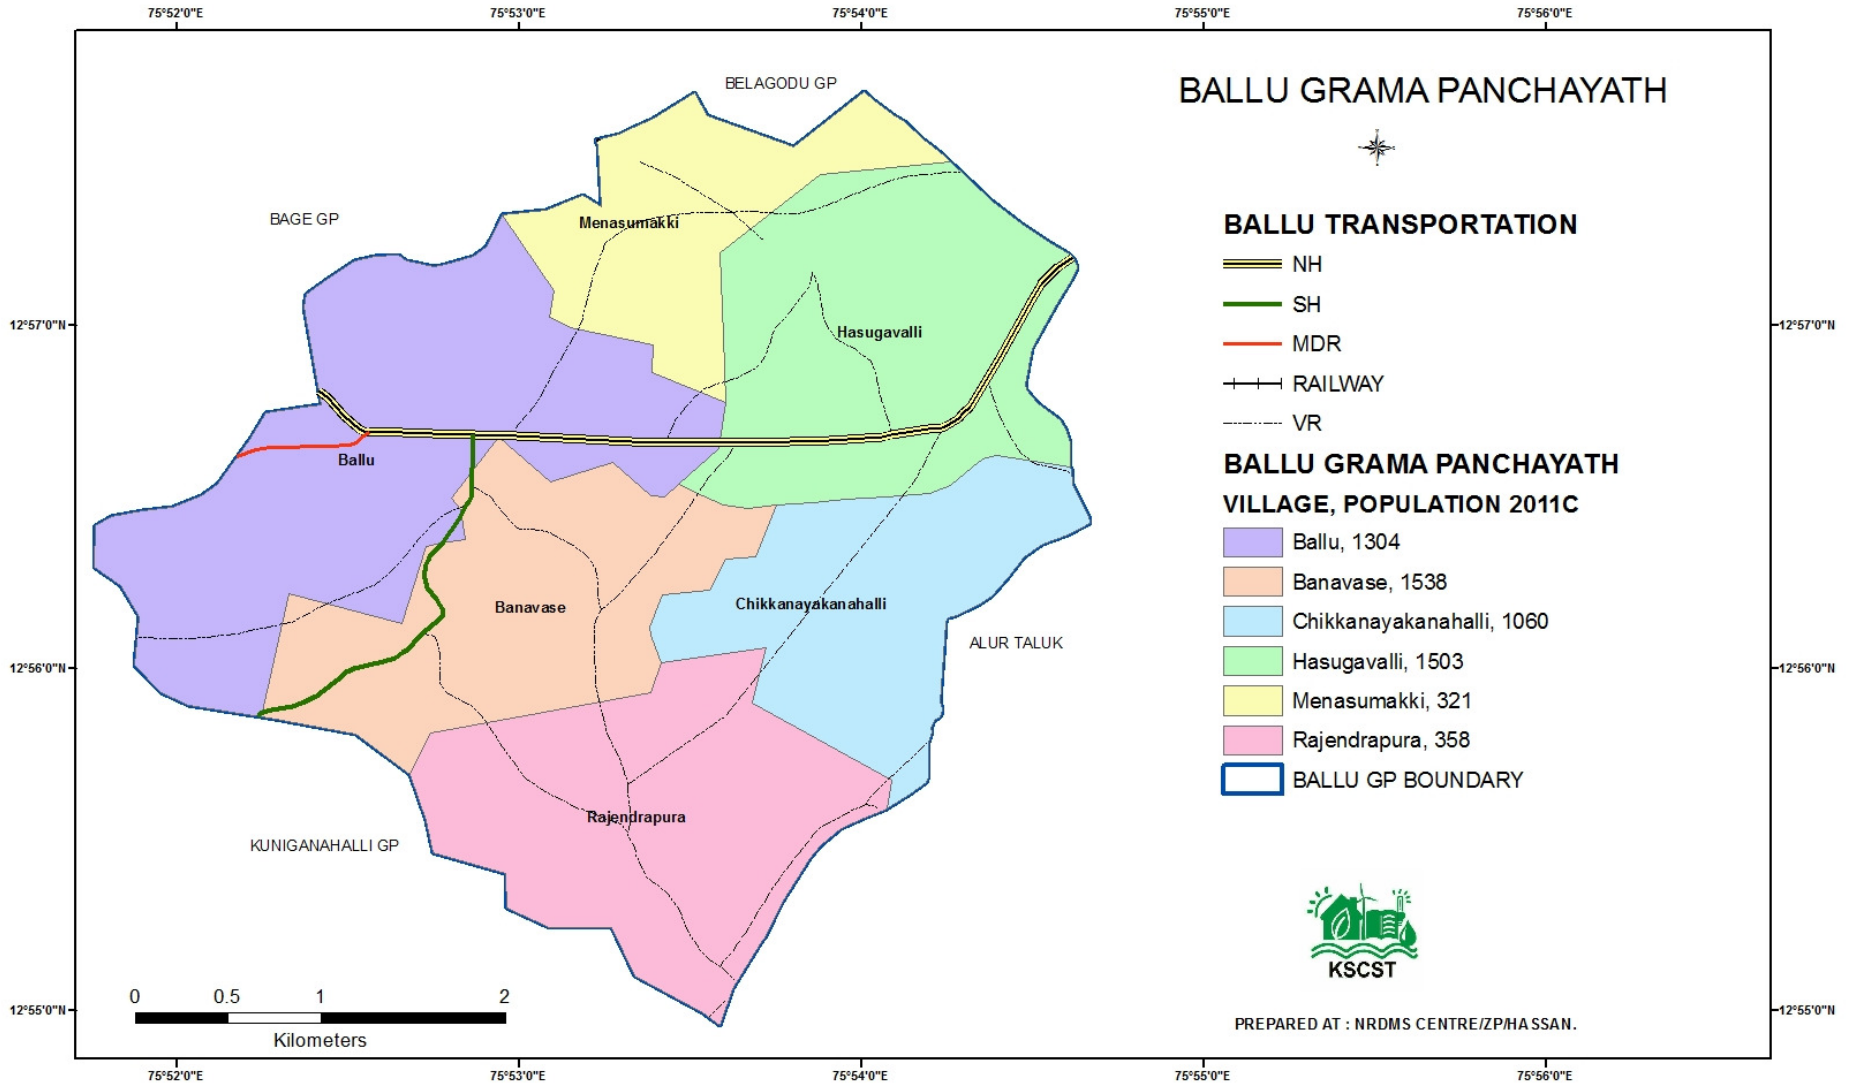 75°52'0"E 75°53'0"E 75°54'0"E 75°55'0"E 75°56'0"E
BELAGODU GP
BALLU GRAMA PANCHAYATH
BAGE GP
Menasumakki
BALLU TRANSPORTATION
NH
SH
12°57'0"N
Hasugavalli
12°57'0"N
MDR
RAILWAY
VR
Ballu
BALLU GRAMA PANCHAYATH
VILLAGE, POPULATION 2011C
Ballu, 1304
Banavase, 1538
Banavase
Chikkanayakanahalli
Chikkanayakanahalli, 1060
ALUR TALUK
Hasugavalli, 1503
12°56'0"N
12°56'0"N
Menasumakki, 321
Rajendrapura, 358
BALLU GP BOUNDARY
Rajendrapura
KUNIGANAHALLI GP
KSCST
0 0.5 1 2
Kilometers
12°55'0"N
12°55'0"N
PREPARED AT : NRDMS CENTRE/ZP/HASSAN.
75°52'0"E 75°53'0"E 75°54'0"E 75°55'0"E 75°56'0"E